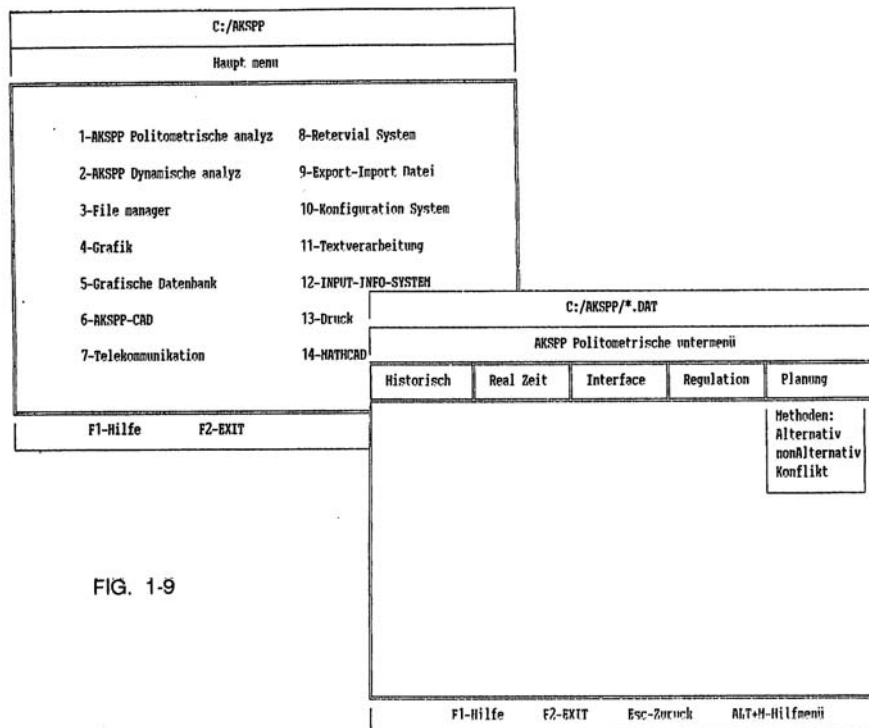 C:/AKSPP
Haupt menu
1-AKSPP Politometrische analyz
2-AKSPP Dynamische analyz
3-File manager
4-Grafik
5-Grafische Datenbank
6-AKSPP-CAD
7-Telekommunikation
8-Retervial System
9-Export-Import Datei
10-Konfiguration System
11-Textverarbeitung
12-INPUT-INFO-SYSTEM
13-Druck
14-MATHCAD
F1-Hilfe F2-EXIT
C:/AKSPP/*.DAT
AKSPP Politometrische untermenü
Historisch Real Zeit Interface Regulation Planung
Methoden:
Alternativ
nonAlternativ
Konflikt
F1-Hilfe F2-EXIT Esc-Zuruck ALT+H-Hilfmenü
FIG. 1-9